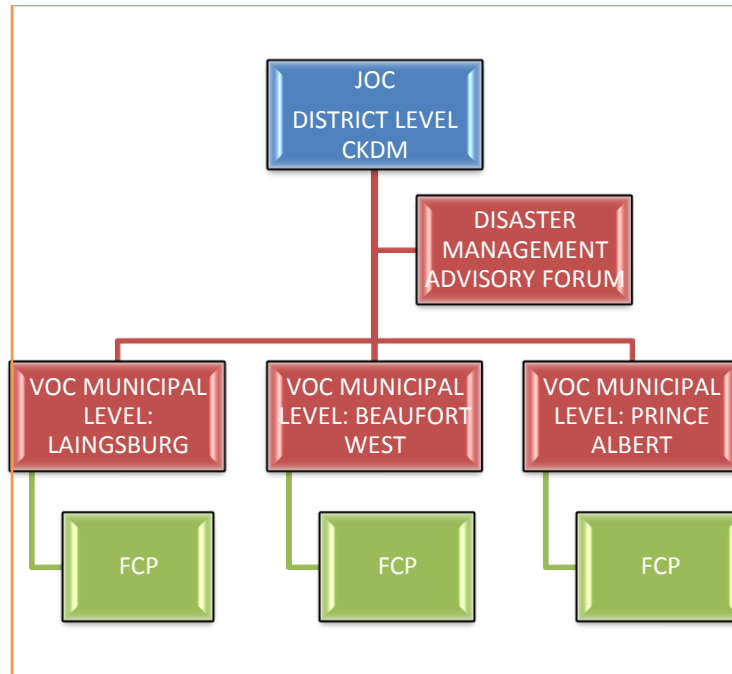 JOC
DISTRICT LEVEL
CKDM
DISASTER
MANAGEMENT
ADVISORY FORUM
VOC MUNICIPAL
LEVEL:
LAINGSBURG
VOC MUNICIPAL
LEVEL: BEAUFORT
WEST
VOC MUNICIPAL
LEVEL: PRINCE
ALBERT
FCP
FCP
FCP